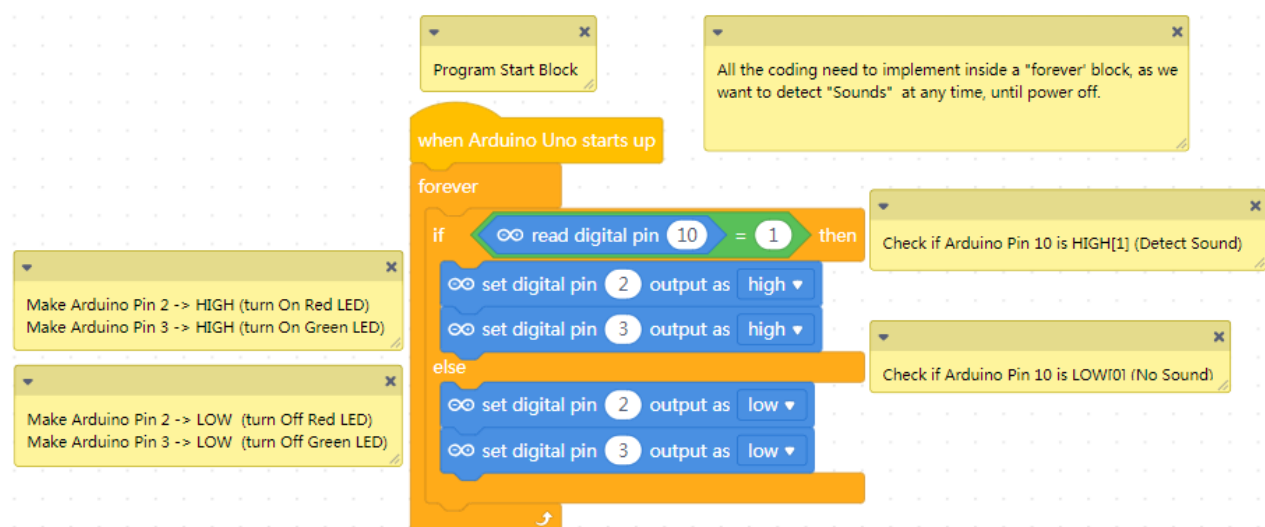 Program Start Block
All the coding need to implement inside a "forever' block, as we
want to detect "Sounds"  at any time, until power off.
when Arduino Uno starts up
forever
if read digital pin 10 = 1 then
Check if Arduino Pin 10 is HIGH[1] (Detect Sound)
Make Arduino Pin 2 -> HIGH (turn On Red LED)
Make Arduino Pin 3 -> HIGH (turn On Green LED)
set digital pin 2 output as high
set digital pin 3 output as high
else
Check if Arduino Pin 10 is LOW[0] (No Sound)
Make Arduino Pin 2 -> LOW  (turn Off Red LED)
Make Arduino Pin 3 -> LOW  (turn Off Green LED)
set digital pin 2 output as low
set digital pin 3 output as low